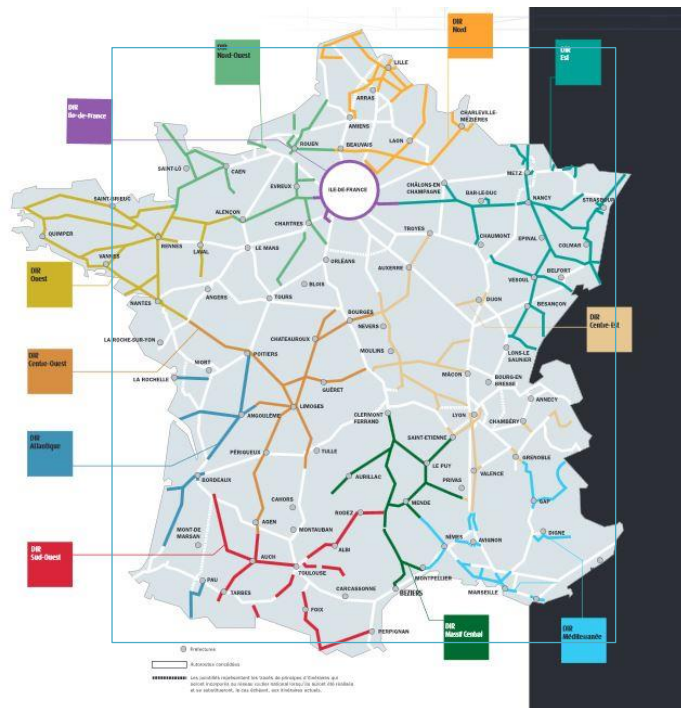 DIR
Nord
DIR
Nord-Ouest
DIR
Est
DIR
Ile-de-France
LILLE
ARRAS
AMIENS
CHARLEVILLE-
MÉZIÈRES
ROUEN
BEAUVAIS
LAON
SAINT-LÔ
CAEN
METZ
ÉVREUX
ILE-DE-FRANCE
CHÂLONS-EN
CHAMPAGNE
BAR-LE-DUC
NANCY
STRASBOURG
SAINT-BRIEUC
ALENÇON
CHARTRES
TROYES
CHAUMONT
EPINAL
COLMAR
QUIMPER
RENNES
LAVAL
LE MANS
ORLÉANS
AUXERRE
VANNES
BELFORT
VESOUL
DIR
Ouest
BLOIS
NANTES
ANGERS
TOURS
DIJON
BESANÇON
BOURGES
NEVERS
DIR
Centre-Est
LA ROCHE-SUR-YON
CHATEAUROUX
MOULINS
LONS-LE
SAUNIER
DIR
Centre-Ouest
NIORT
POITIERS
MÂCON
BOURG-EN
BRESSE
LA ROCHELLE
GUÉRET
ANNECY
ANGOULÊME
LIMOGES
CLERMONT
FERRAND
LYON
CHAMBÉRY
DIR
Atlantique
SAINT-ETIENNE
PÉRIGUEUX
TULLE
GRENOBLE
LE PUY
VALENCE
BORDEAUX
AURILLAC
PRIVAS
CAHORS
MENDE
GAP
RODEZ
MONT-DE
MARSAN
AGEN
MONTAUBAN
DIGNE
DIR
Sud-Ouest
ALBI
NÎMES
AVIGNON
AUCH
TOULOUSE
MONTPELLIER
PAU
TARBES
CARCASSONNE
BÉZIERS
MARSEILLE
FOIX
DIR
Massif Central
DIR
Méditerranée
PERPIGNAN
Préfectures
Autoroutes concédées